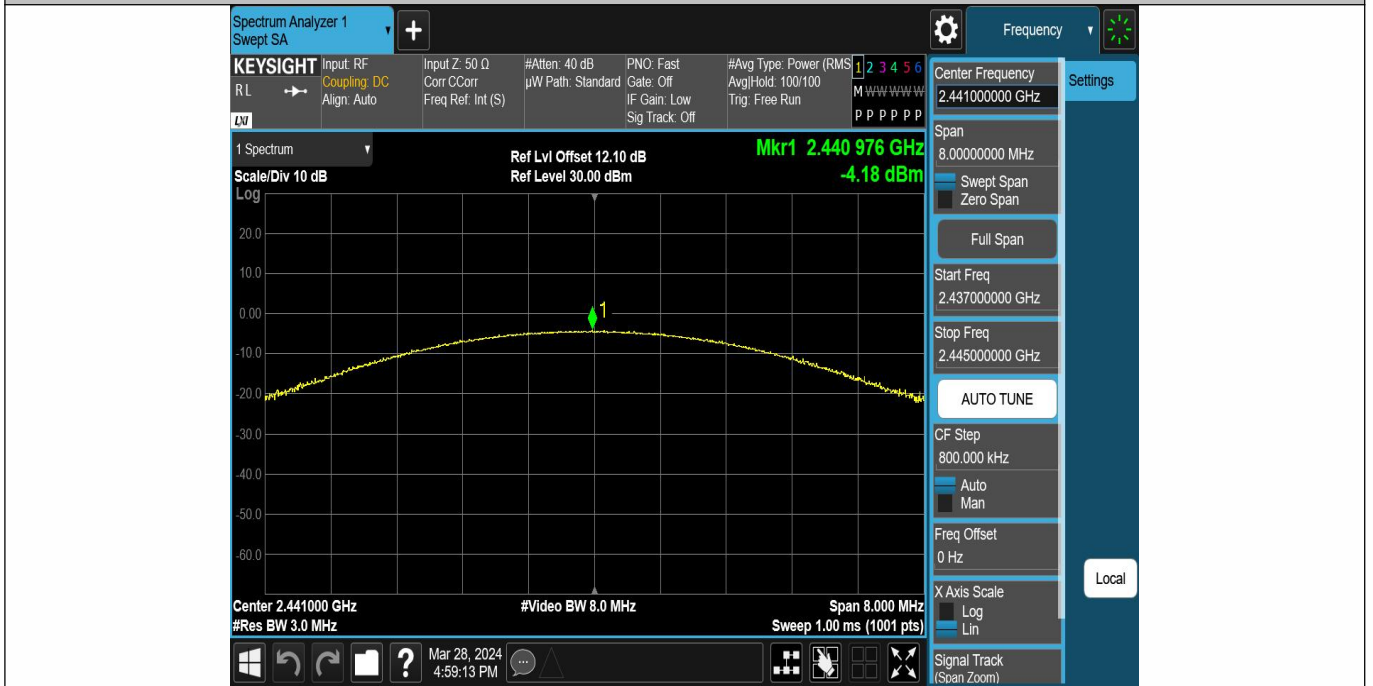 Spectrum Analyzer 1
Swept SA
+
Frequency
KEYSIGHT
RL
LXI
Input: RF
Coupling: DC
Align: Auto
Input Z: 50 Ω
Corr CCorr
Freq Ref: Int (S)
#Atten: 40 dB
µW Path: Standard
PNO: Fast
Gate: Off
IF Gain: Low
Sig Track: Off
#Avg Type: Power (RMS
Avg|Hold: 100/100
Trig: Free Run
1 2 3 4 5 6
M W W W W W
P P P P P P
1 Spectrum
Scale/Div 10 dB
Log
Ref Lvl Offset 12.10 dB
Ref Level 30.00 dBm
Mkr1 2.440 976 GHz
-4.18 dBm
20.0
10.0
0.00
-10.0
-20.0
-30.0
-40.0
-50.0
-60.0
1
Center 2.441000 GHz
#Res BW 3.0 MHz
#Video BW 8.0 MHz
Span 8.000 MHz
Sweep 1.00 ms (1001 pts)
Center Frequency
2.441000000 GHz
Settings
Span
8.00000000 MHz
Swept Span
Zero Span
Full Span
Start Freq
2.437000000 GHz
Stop Freq
2.445000000 GHz
AUTO TUNE
CF Step
800.000 kHz
Auto
Man
Freq Offset
0 Hz
X Axis Scale
Log
Lin
Signal Track
(Span Zoom)
Local
?
Mar 28, 2024
4:59:13 PM